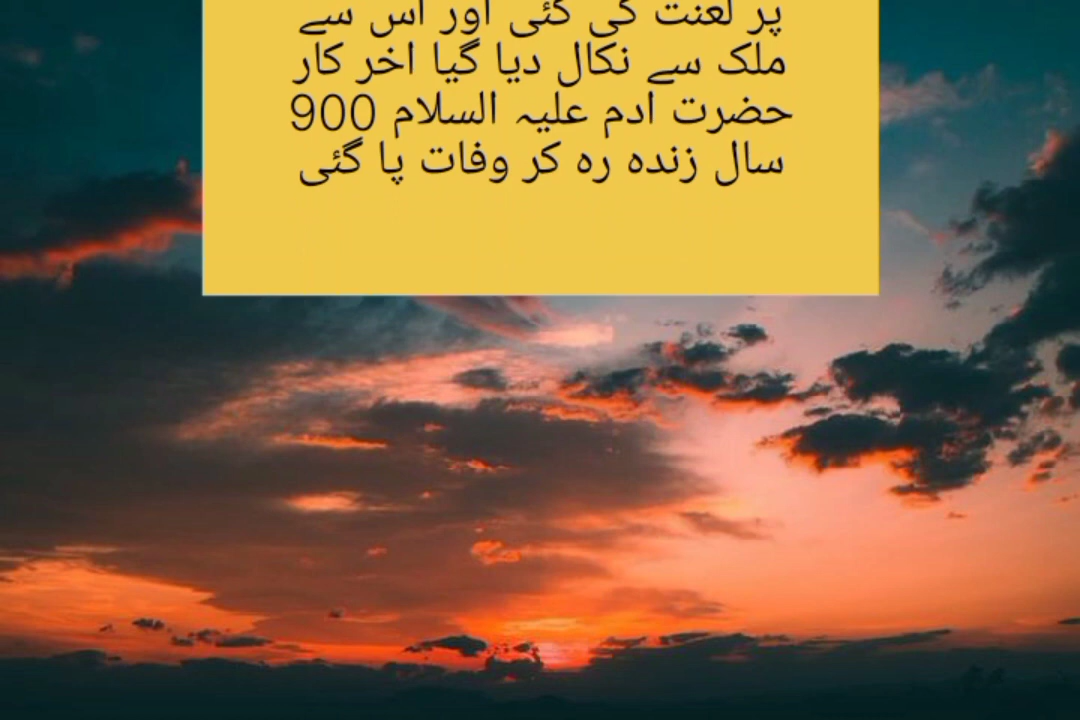 پر لعنت کی گئی اور اس سے
ملک سے نکال دیا گیا اخر کار
حضرت ادم علیہ السلام 900
سال زندہ رہ کر وفات پا گئی